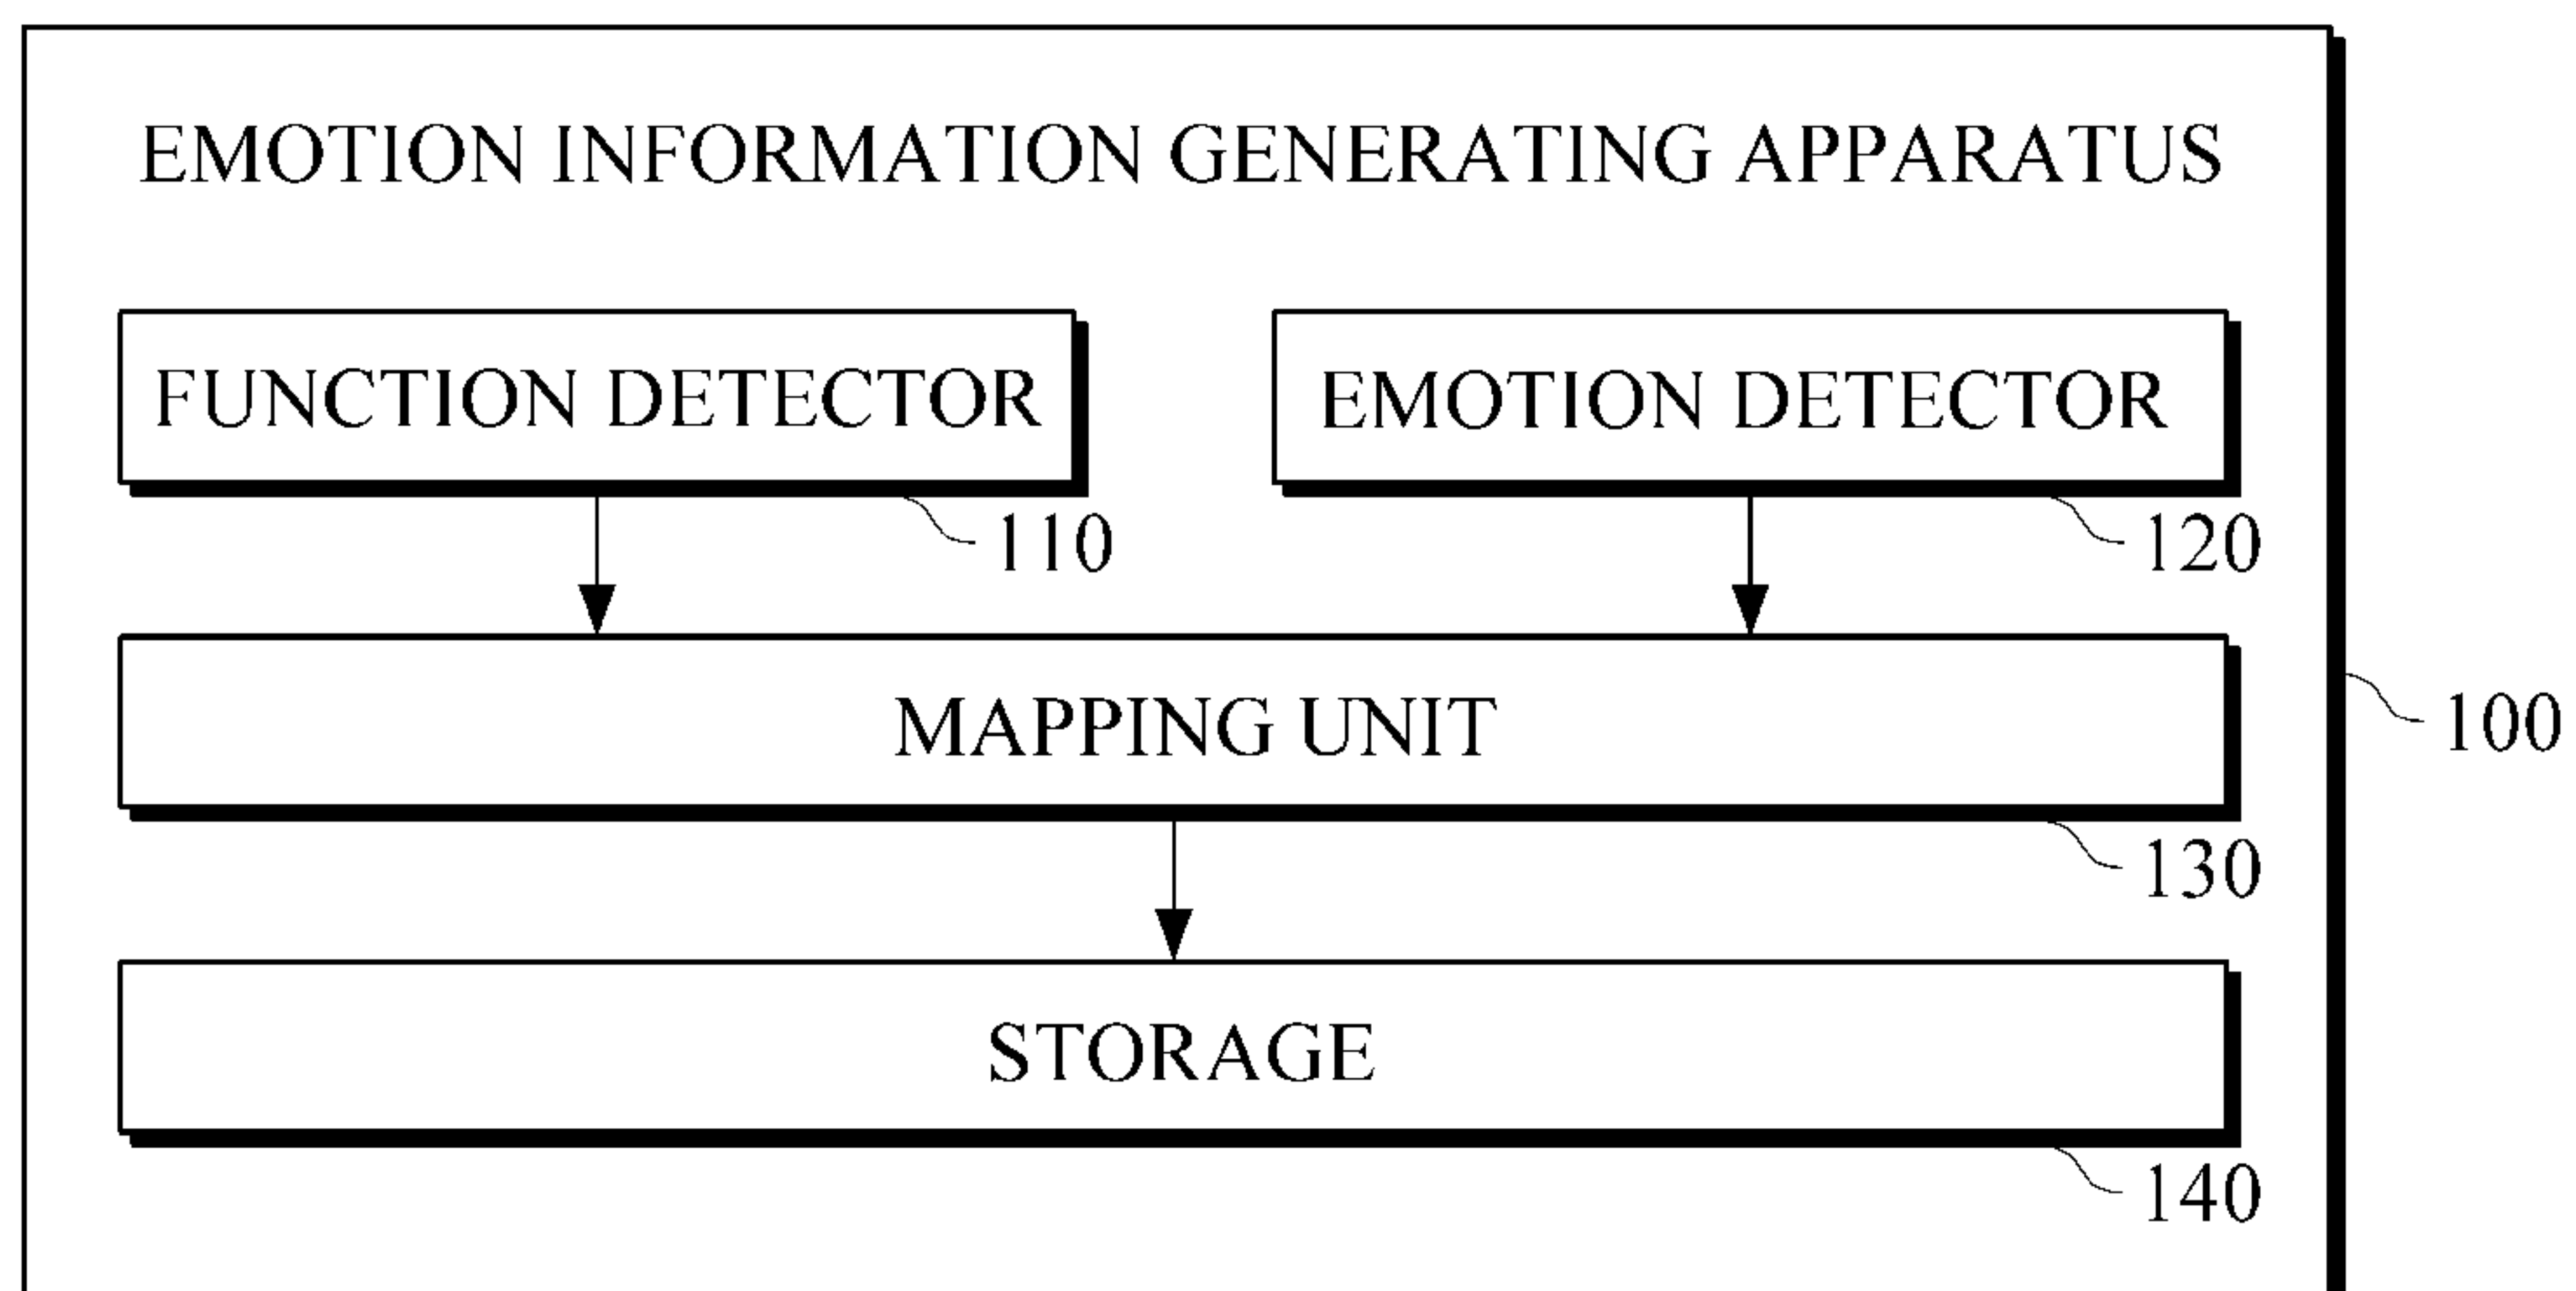 EMOTION INFORMATION GENERATING APPARATUS
FUNCTION DETECTOR
EMOTION DETECTOR
110
120
MAPPING UNIT
100
130
STORAGE
140